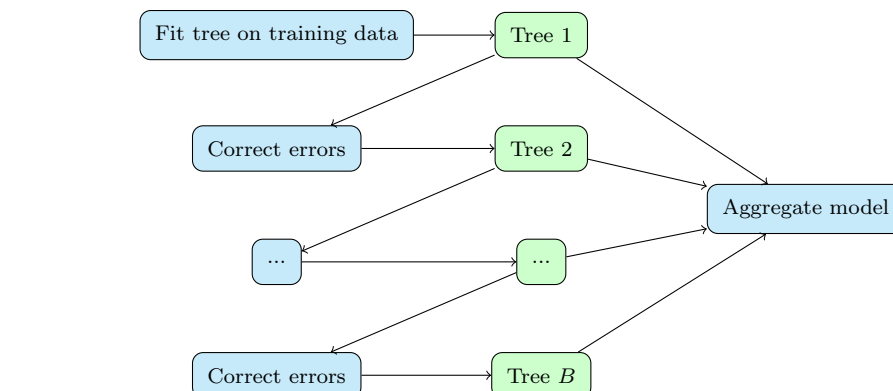 Fit tree on training data
Tree 1
Correct errors
Tree 2
Aggregate model
...
...
Correct errors
Tree B